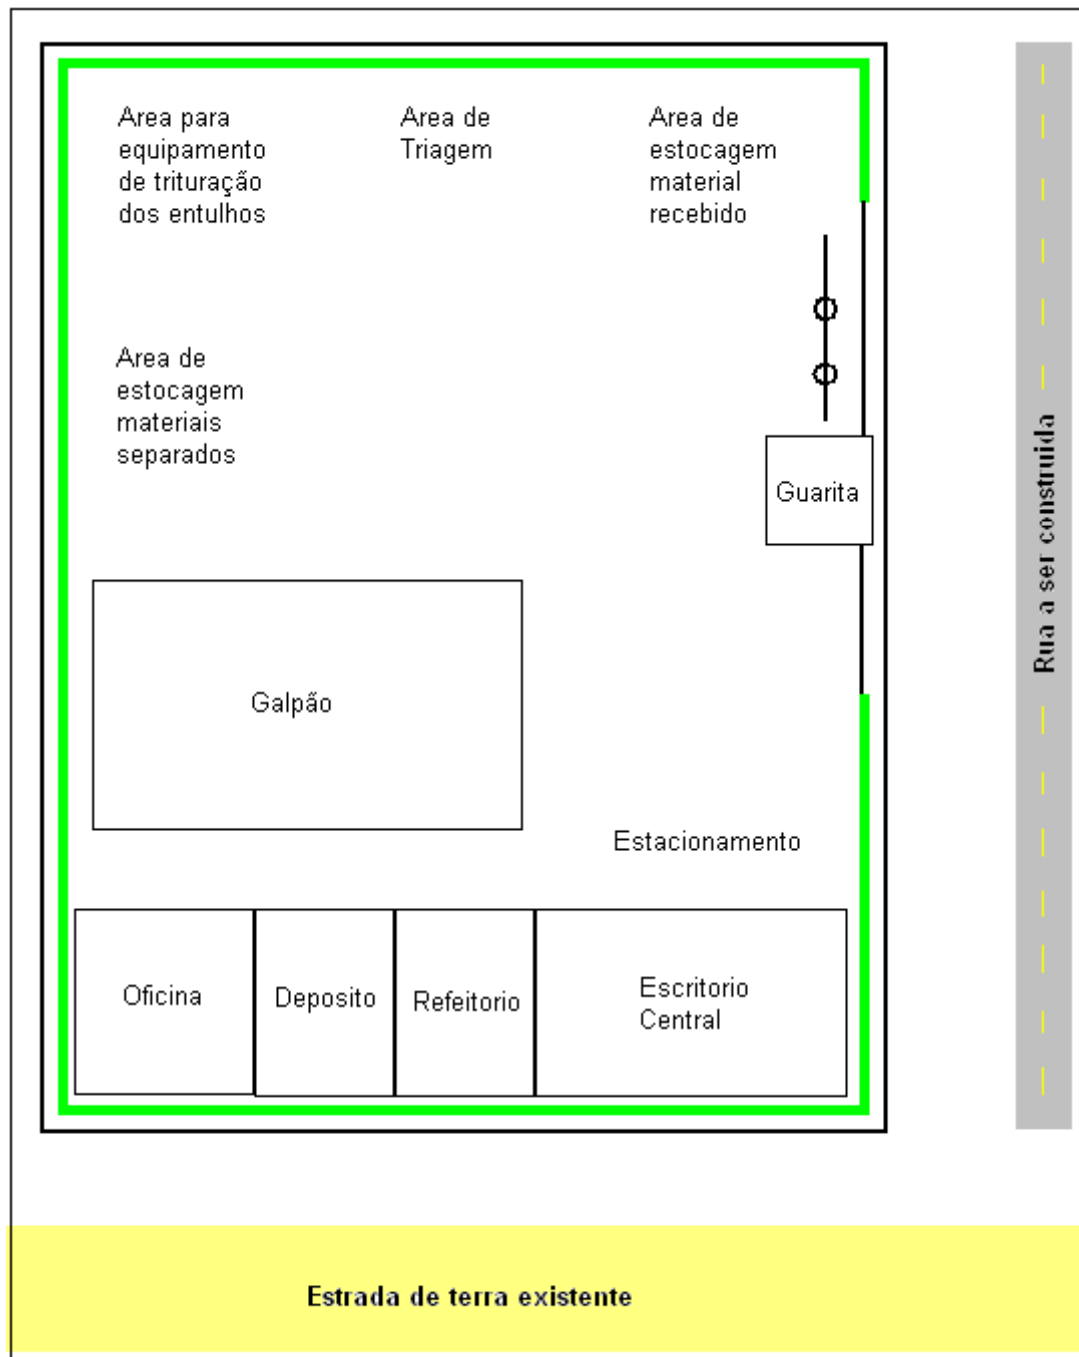 Area para
equipamento
de trituração
dos entulhos
Area de
Triagem
Area de
estocagem
material
recebido
Area de
estocagem
materiais
separados
Guarita
Rua a ser construida
Galpão
Estacionamento
Oficina
Deposito
Refeitorio
Escritorio
Central
Estrada de terra existente